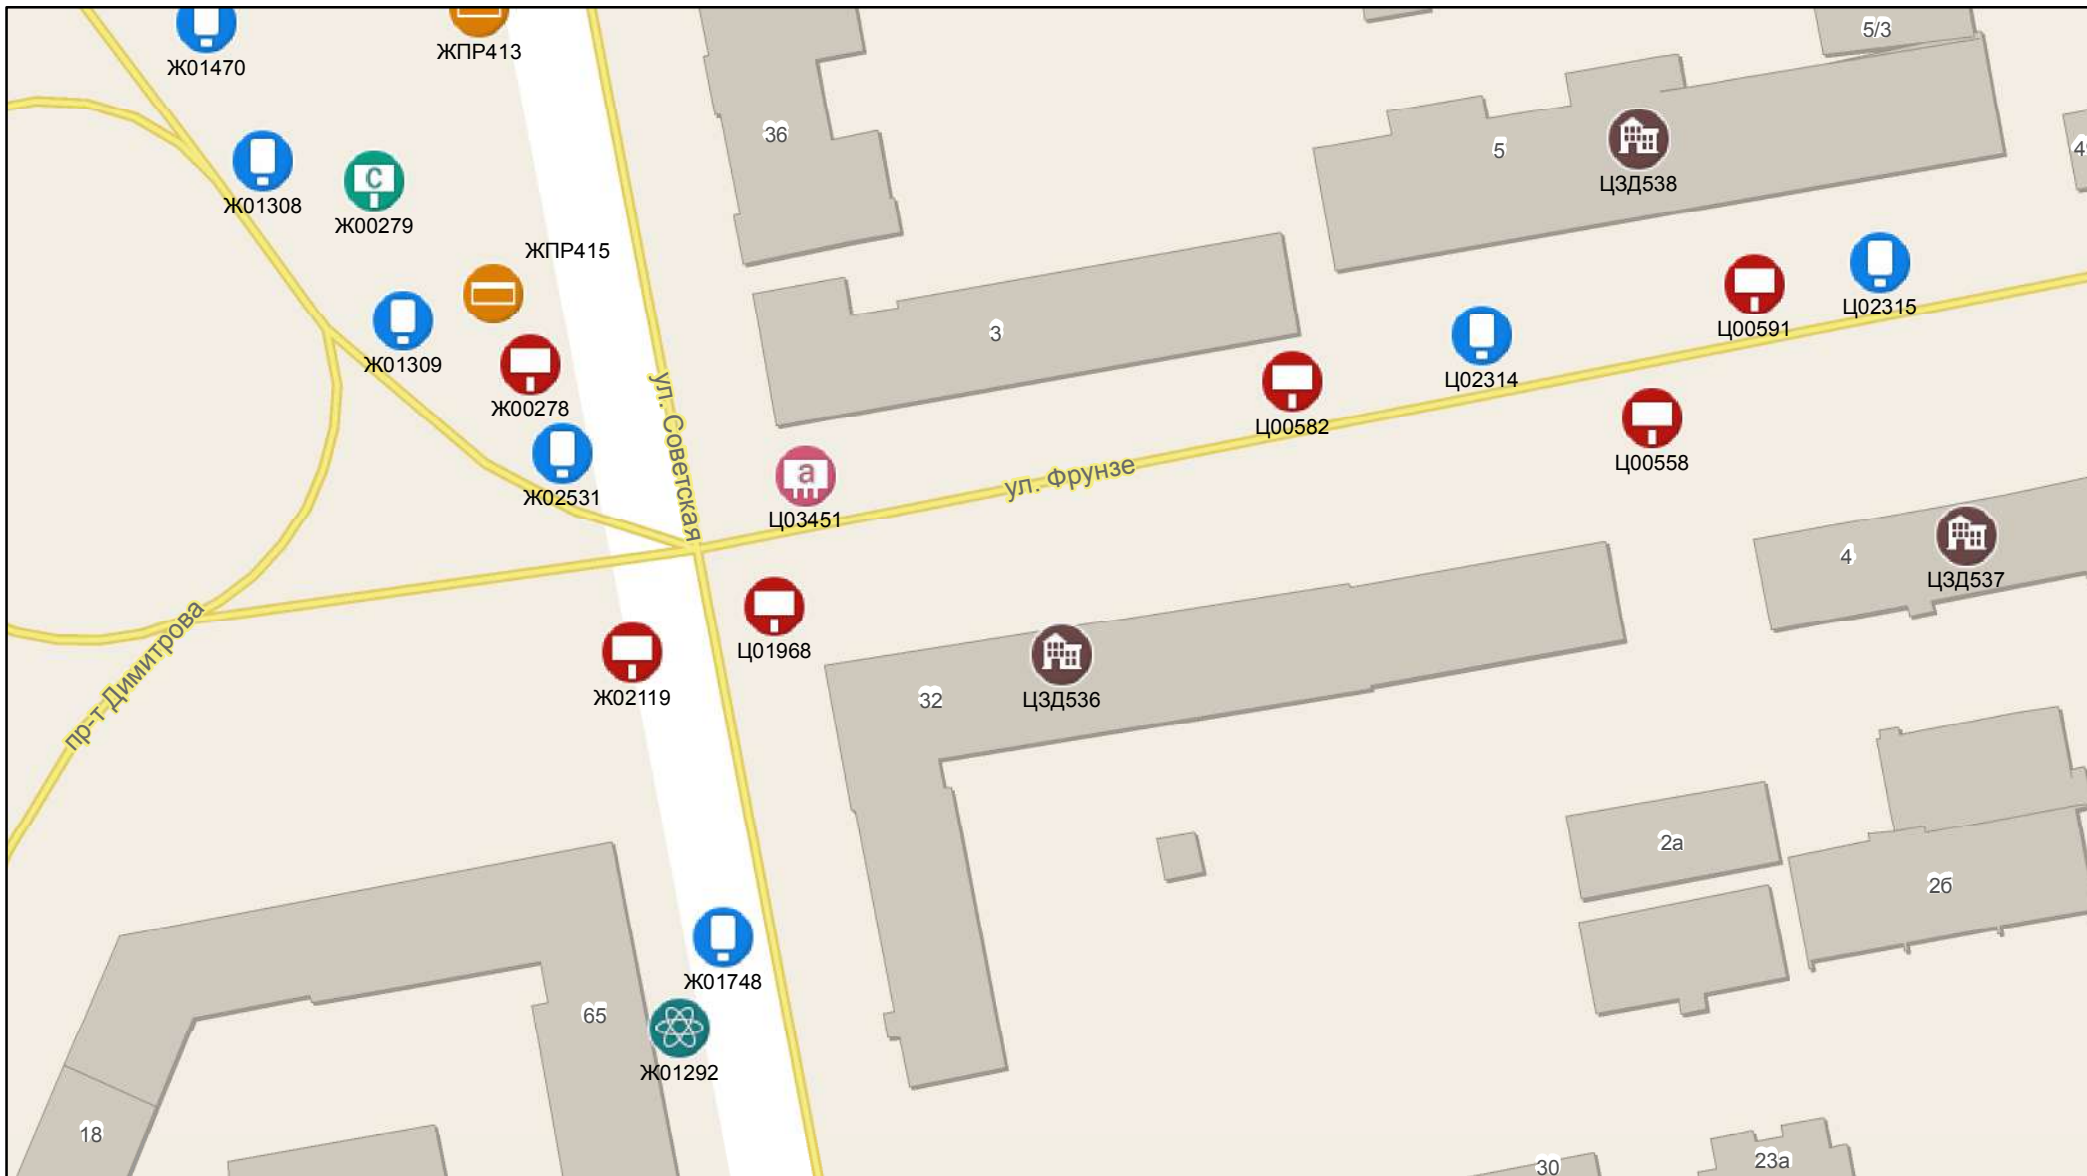 5/3
Ж01470
ЖПР413
36
5
ЦЗД538
Ж01308
Ж00279
С
ЖПР415
3
Ж01309
Ж00278
Ц00582
Ц02314
Ц00591
Ц02315
Ц00558
ул. Советская
ул. Фрунзе
Ж02531
а
Ц03451
4
ЦЗД537
Ц01968
Ж02119
32
ЦЗД536
пр-т Димитрова
2а
2б
Ж01748
65
Ж01292
18
30
23а